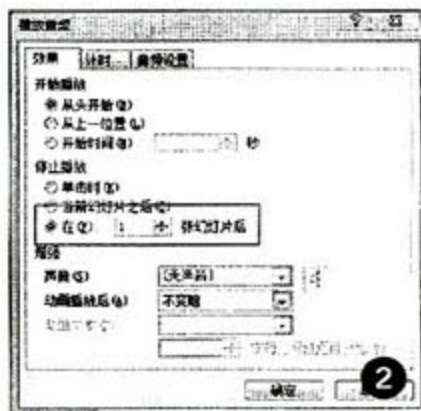 播放音频
效果 计时 音频设置
开始播放
从头开始(B)
从上一位置(L)
开始时间(M) 秒
停止播放
单击时(K)
当前幻灯片之后(C)
在(F): 1 张幻灯片后
增强
声音(S) [无声音]
动画播放后(A) 不变暗
确定
2